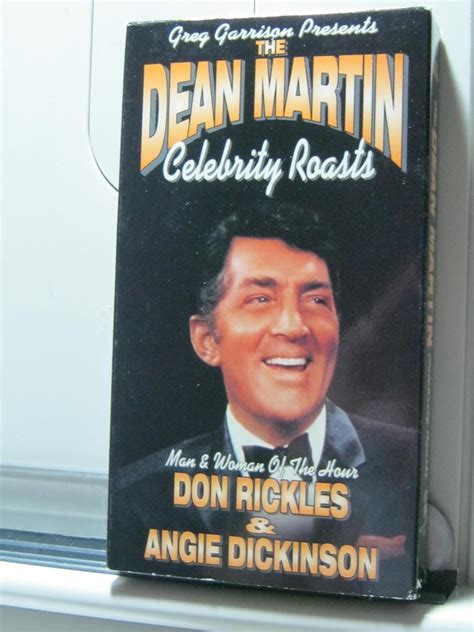 Greg Garrison Presents
THE
DEAN MARTIN
Celebrity Roasts
Man & Woman Of The Hour
DON RICKLES
&
ANGIE DICKINSON